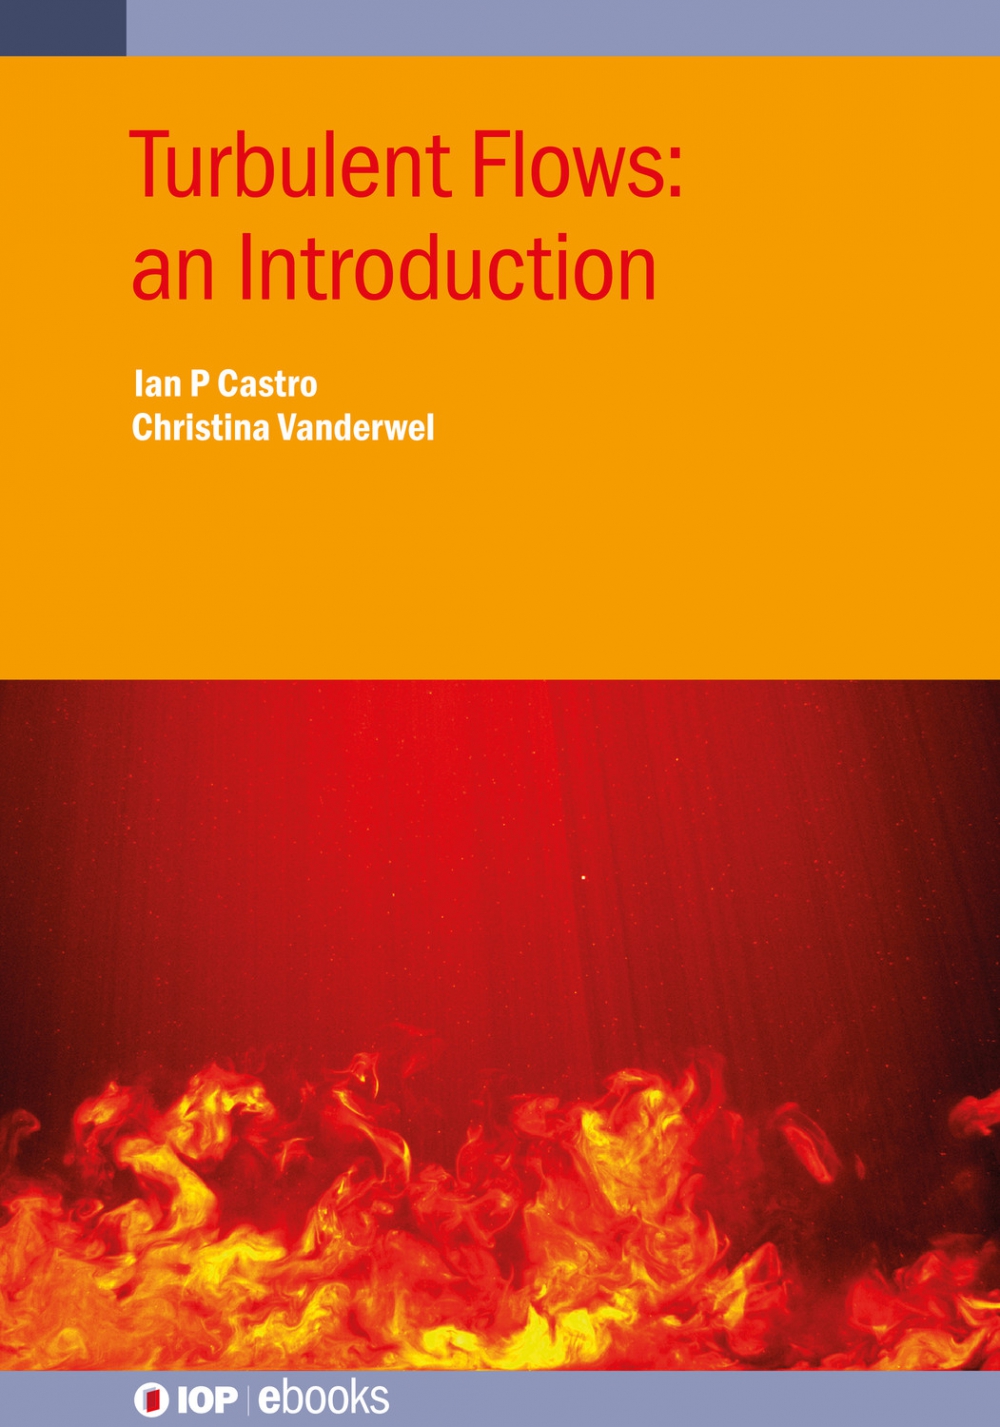 Turbulent Flows:
an Introduction
Ian P Castro
Christina Vanderwel
IOP | ebooks